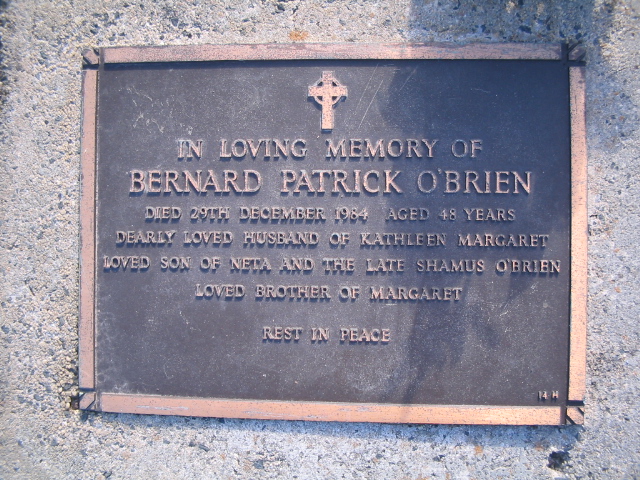 IN LOVING MEMORY OF
BERNARD PATRICK O'BRIEN
DIED 29TH DECEMBER 1984 AGED 48 YEARS
DEARLY LOVED HUSBAND OF KATHLEEN MARGARET
LOVED SON OF NETA AND THE LATE SHAMUS O'BRIEN
LOVED BROTHER OF MARGARET
REST IN PEACE
14 H